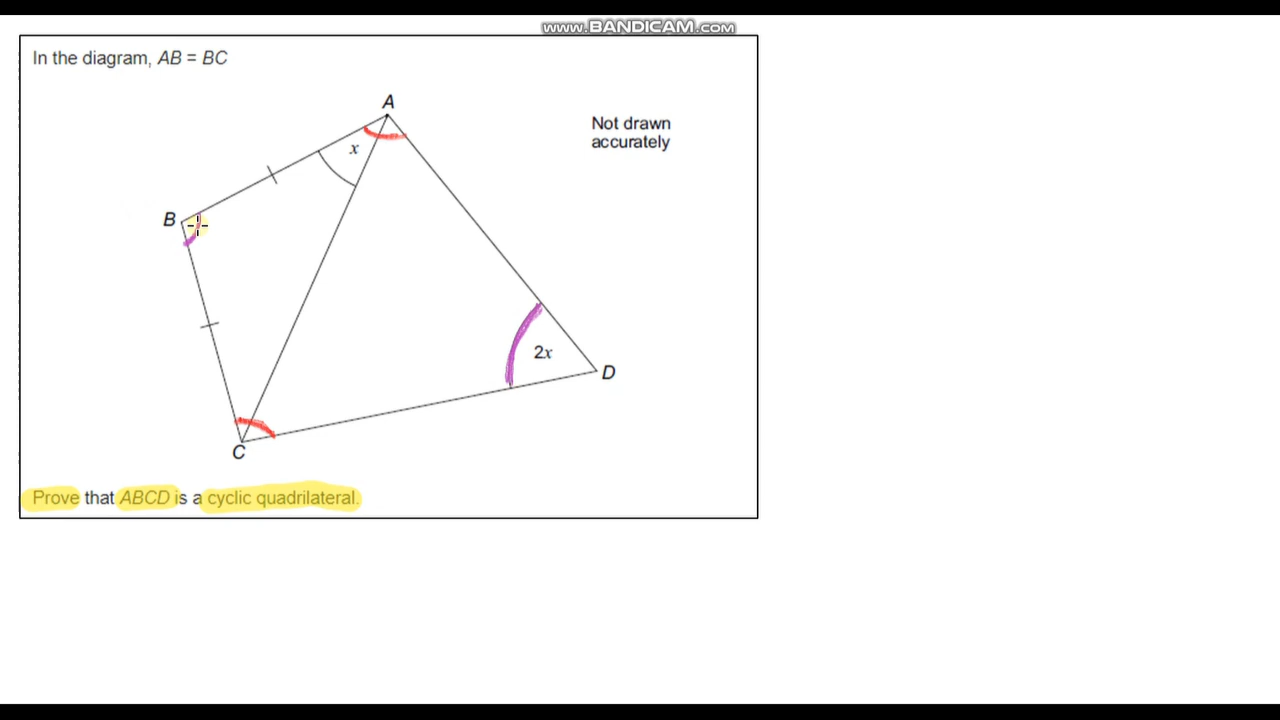 www.BANDICAM.com
In the diagram, AB = BC
A
Not drawn
accurately
x
B
2x
D
C
Prove that ABCD is a cyclic quadrilateral.